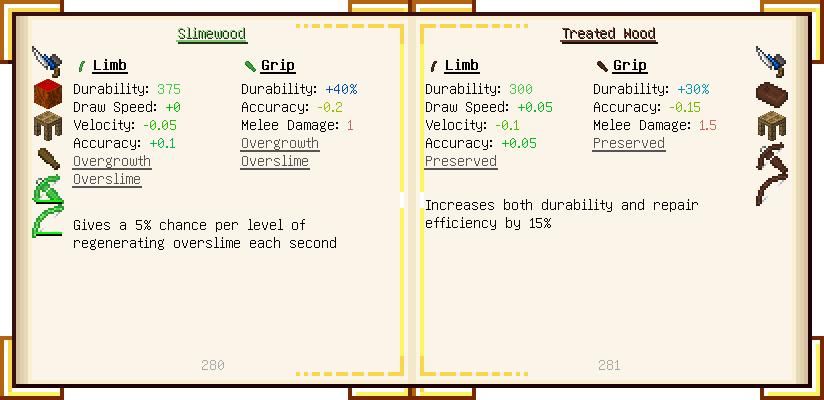 Slimewood
Limb
Durability: 375
Draw Speed: +0
Velocity: -0.05
Accuracy: +0.1
Overgrowth
Overslime
Grip
Durability: +40%
Accuracy: -0.2
Melee Damage: 1
Overgrowth
Overslime
Gives a 5% chance per level of
regenerating overslime each second
280
Treated Wood
Limb
Durability: 300
Draw Speed: +0.05
Velocity: -0.1
Accuracy: +0.05
Preserved
Grip
Durability: +30%
Accuracy: -0.15
Melee Damage: 1.5
Preserved
Increases both durability and repair
efficiency by 15%
281